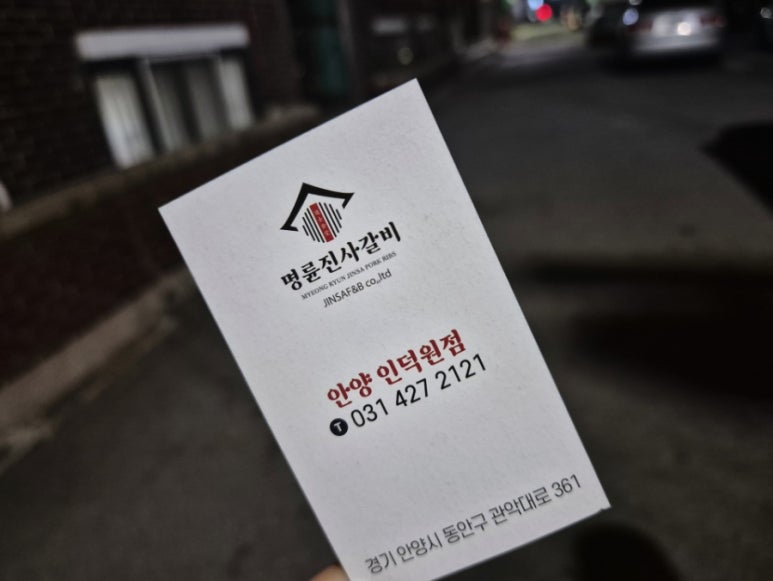 명륜진사갈비
MYEONG RYUN JINSA PORK RIBS
JINSAF&B co.,ltd
안양 인덕원점
T 031 427 2121
경기 안양시 동안구 관악대로 361